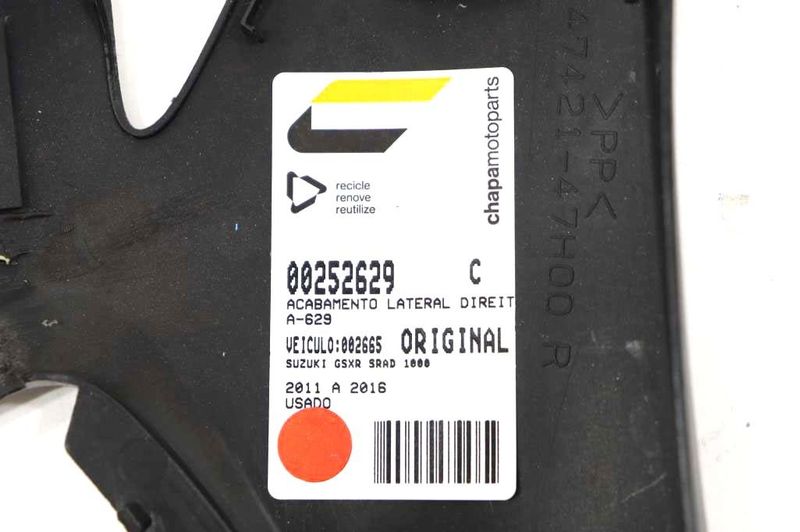 chapamotoparts
recicle
renove
reutilize
00252629 C
ACABAMENTO LATERAL DIREIT
A-629
VEICULO:002665 ORIGINAL
SUZUKI GSXR SRAD 1000
2011 A 2016
USADO
>PP<
47421-47H00 R